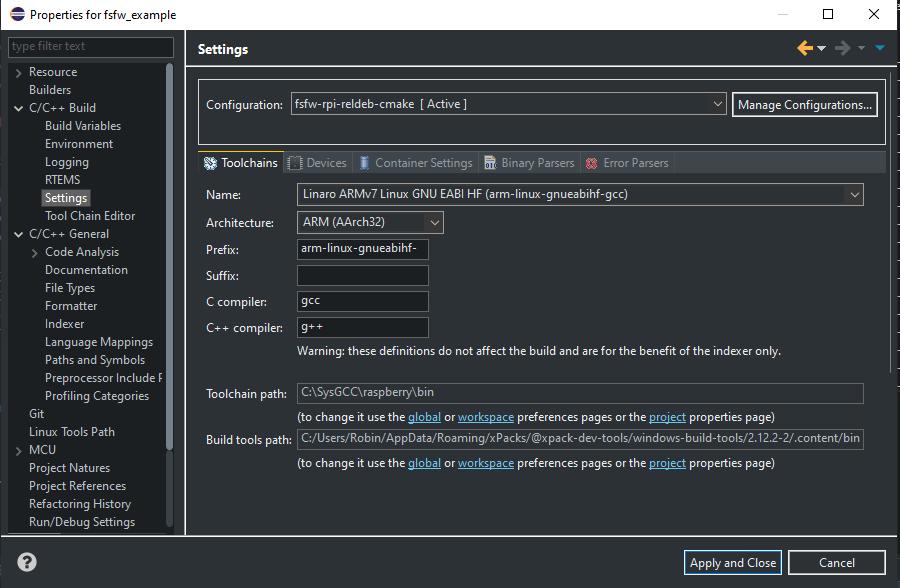 Properties for fsfw_example
type filter text
Resource
Builders
C/C++ Build
Build Variables
Environment
Logging
RTEMS
Settings
Tool Chain Editor
C/C++ General
Code Analysis
Documentation
File Types
Formatter
Indexer
Language Mappings
Paths and Symbols
Preprocessor Include F
Profiling Categories
Git
Linux Tools Path
MCU
Project Natures
Project References
Refactoring History
Run/Debug Settings
Settings
Configuration: fsfw-rpi-reldeb-cmake [ Active ] Manage Configurations...
Toolchains Devices Container Settings Binary Parsers Error Parsers
Name: Linaro ARMv7 Linux GNU EABI HF (arm-linux-gnueabihf-gcc)
Architecture: ARM (AArch32)
Prefix: arm-linux-gnueabihf-
Suffix:
C compiler: gcc
C++ compiler: g++
Warning: these definitions do not affect the build and are for the benefit of the indexer only.
Toolchain path: C:\SysGCC\raspberry\bin
(to change it use the global or workspace preferences pages or the project properties page)
Build tools path: C:/Users/Robin/AppData/Roaming/xPacks/@xpack-dev-tools/windows-build-tools/2.12.2-2/.content/bin
(to change it use the global or workspace preferences pages or the project properties page)
?
Apply and Close Cancel